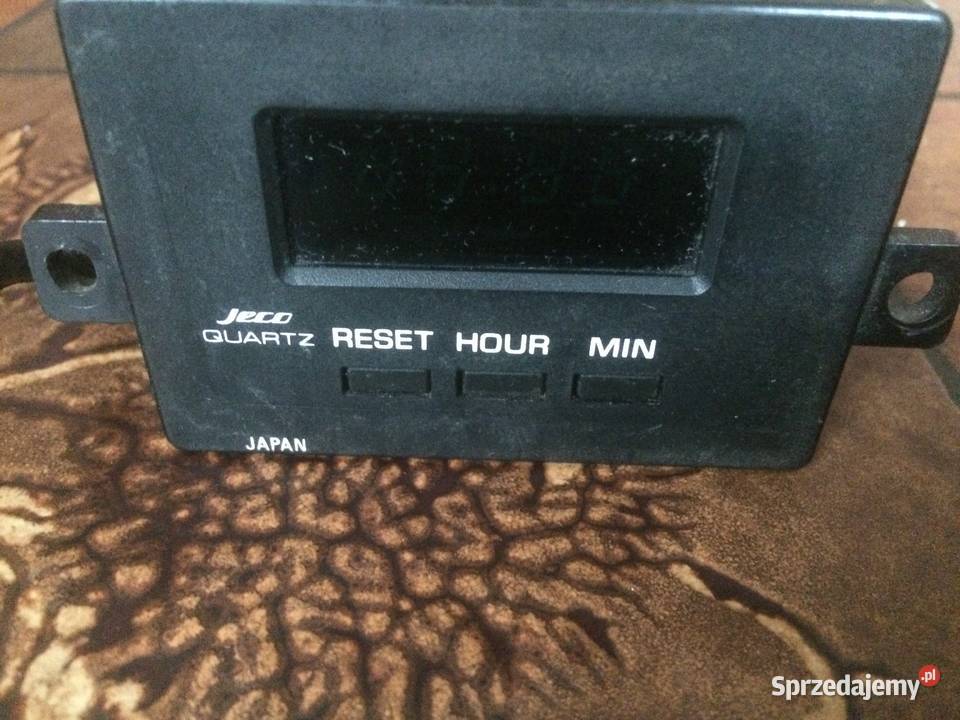 Jeco
QUARTZ RESET HOUR MIN
JAPAN
Sprzedajemy.pl